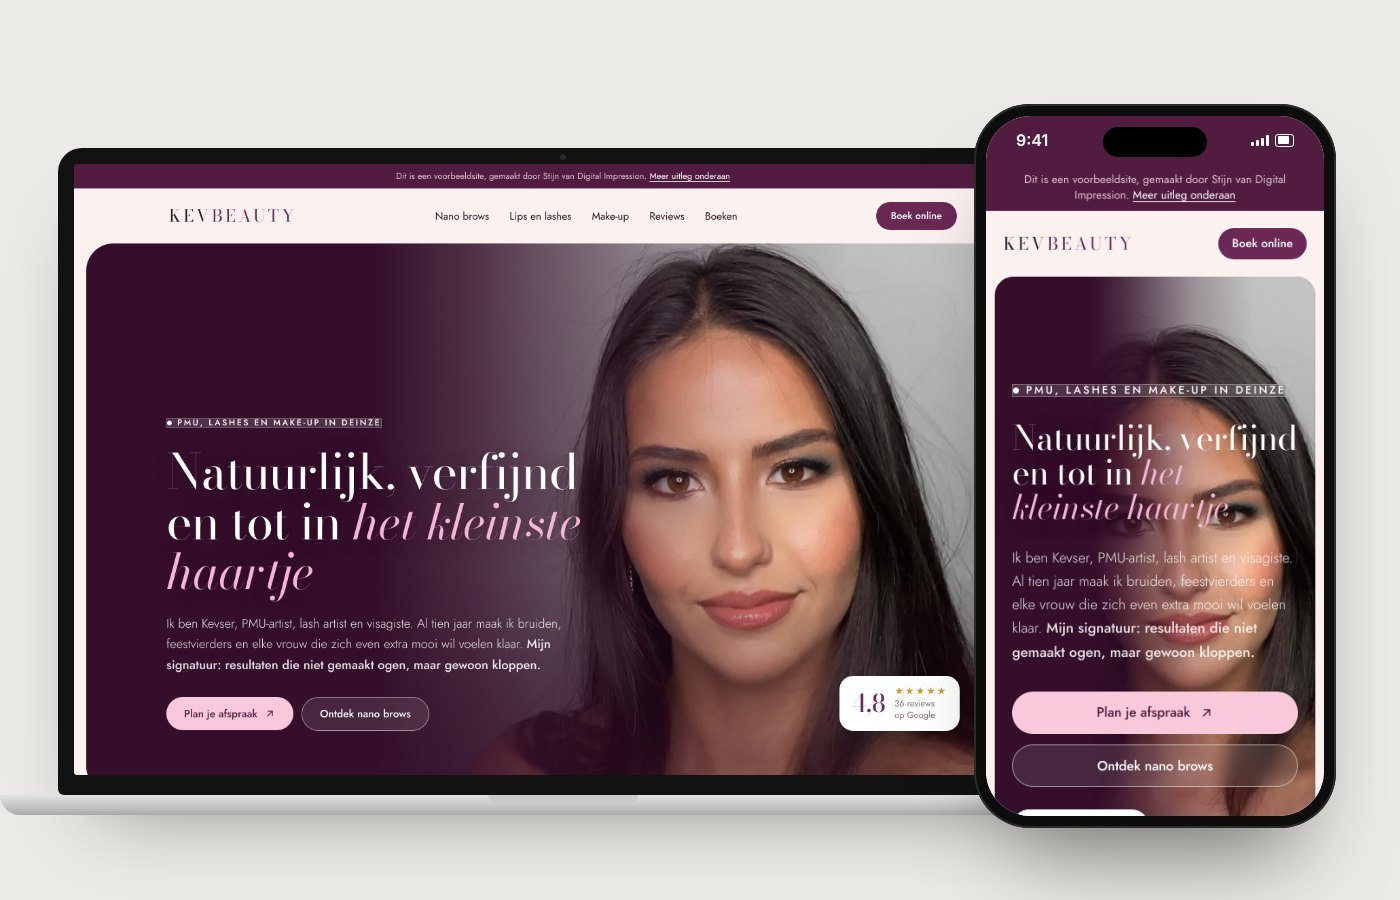 Dit is een voorbeeldsite, gemaakt door Stijn van Digital Impression. Meer uitleg onderaan
KEVBEAUTY
Nano brows
Lips en lashes
Make-up
Reviews
Boeken
Boek online
PMU, LASHES EN MAKE-UP IN DEINZE
Natuurlijk, verfijnd
en tot in het kleinste
haartje
Ik ben Kevser, PMU-artist, lash artist en visagiste. Al tien jaar maak ik bruiden,
feestvierders en elke vrouw die zich even extra mooi wil voelen klaar. Mijn
signatuur: resultaten die niet gemaakt ogen, maar gewoon kloppen.
Plan je afspraak
Ontdek nano brows
4.8
★★★★★
36 reviews
op Google
9:41
Dit is een voorbeeldsite, gemaakt door Stijn van Digital
Impression. Meer uitleg onderaan
KEVBEAUTY
Boek online
PMU, LASHES EN MAKE-UP IN DEINZE
Natuurlijk, verfijnd
en tot in het
kleinste haartje
Ik ben Kevser, PMU-artist, lash artist en visagiste.
Al tien jaar maak ik bruiden, feestvierders en
elke vrouw die zich even extra mooi wil voelen
klaar. Mijn signatuur: resultaten die niet
gemaakt ogen, maar gewoon kloppen.
Plan je afspraak
Ontdek nano brows